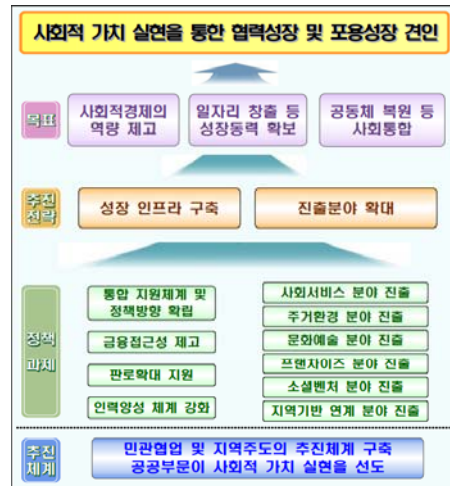 사회적 가치 실현을 통한 협력성장 및 포용성장 견인
목표
사회적경제의
역량 제고
일자리 창출 등
성장동력 확보
공동체 복원 등
사회통합
추진
전략
성장 인프라 구축
진출분야 확대
정책
과제
통합 지원체계 및
정책방향 확립
금융접근성 제고
판로확대 지원
인력양성 체계 강화
사회서비스 분야 진출
주거환경 분야 진출
문화예술 분야 진출
프랜차이즈 분야 진출
소셜벤처 분야 진출
지역기반 연계 분야 진출
추진
체계
민관협업 및 지역주도의 추진체계 구축
공공부문이 사회적 가치 실현을 선도